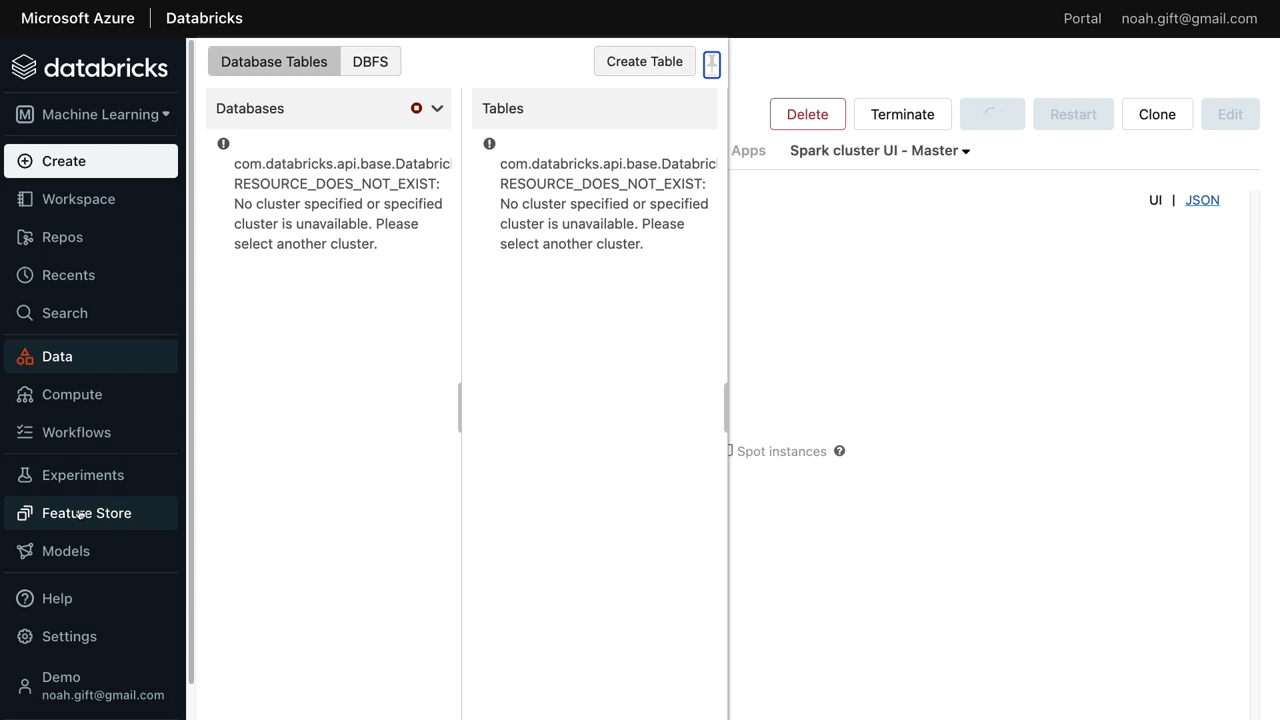 Microsoft Azure
Databricks
Portal
noah.gift@gmail.com
databricks
M
Machine Learning
Create
Workspace
Repos
Recents
Search
Data
Compute
Workflows
Experiments
Feature Store
Models
Help
Settings
Demo
noah.gift@gmail.com
Database Tables
DBFS
Create Table
Databases
com.databricks.api.base.Databric
RESOURCE_DOES_NOT_EXIST:
No cluster specified or specified
cluster is unavailable. Please
select another cluster.
Tables
com.databricks.api.base.Databric
RESOURCE_DOES_NOT_EXIST:
No cluster specified or specified
cluster is unavailable. Please
select another cluster.
Delete
Terminate
Restart
Clone
Edit
Apps
Spark cluster UI - Master
UI | JSON
Spot instances